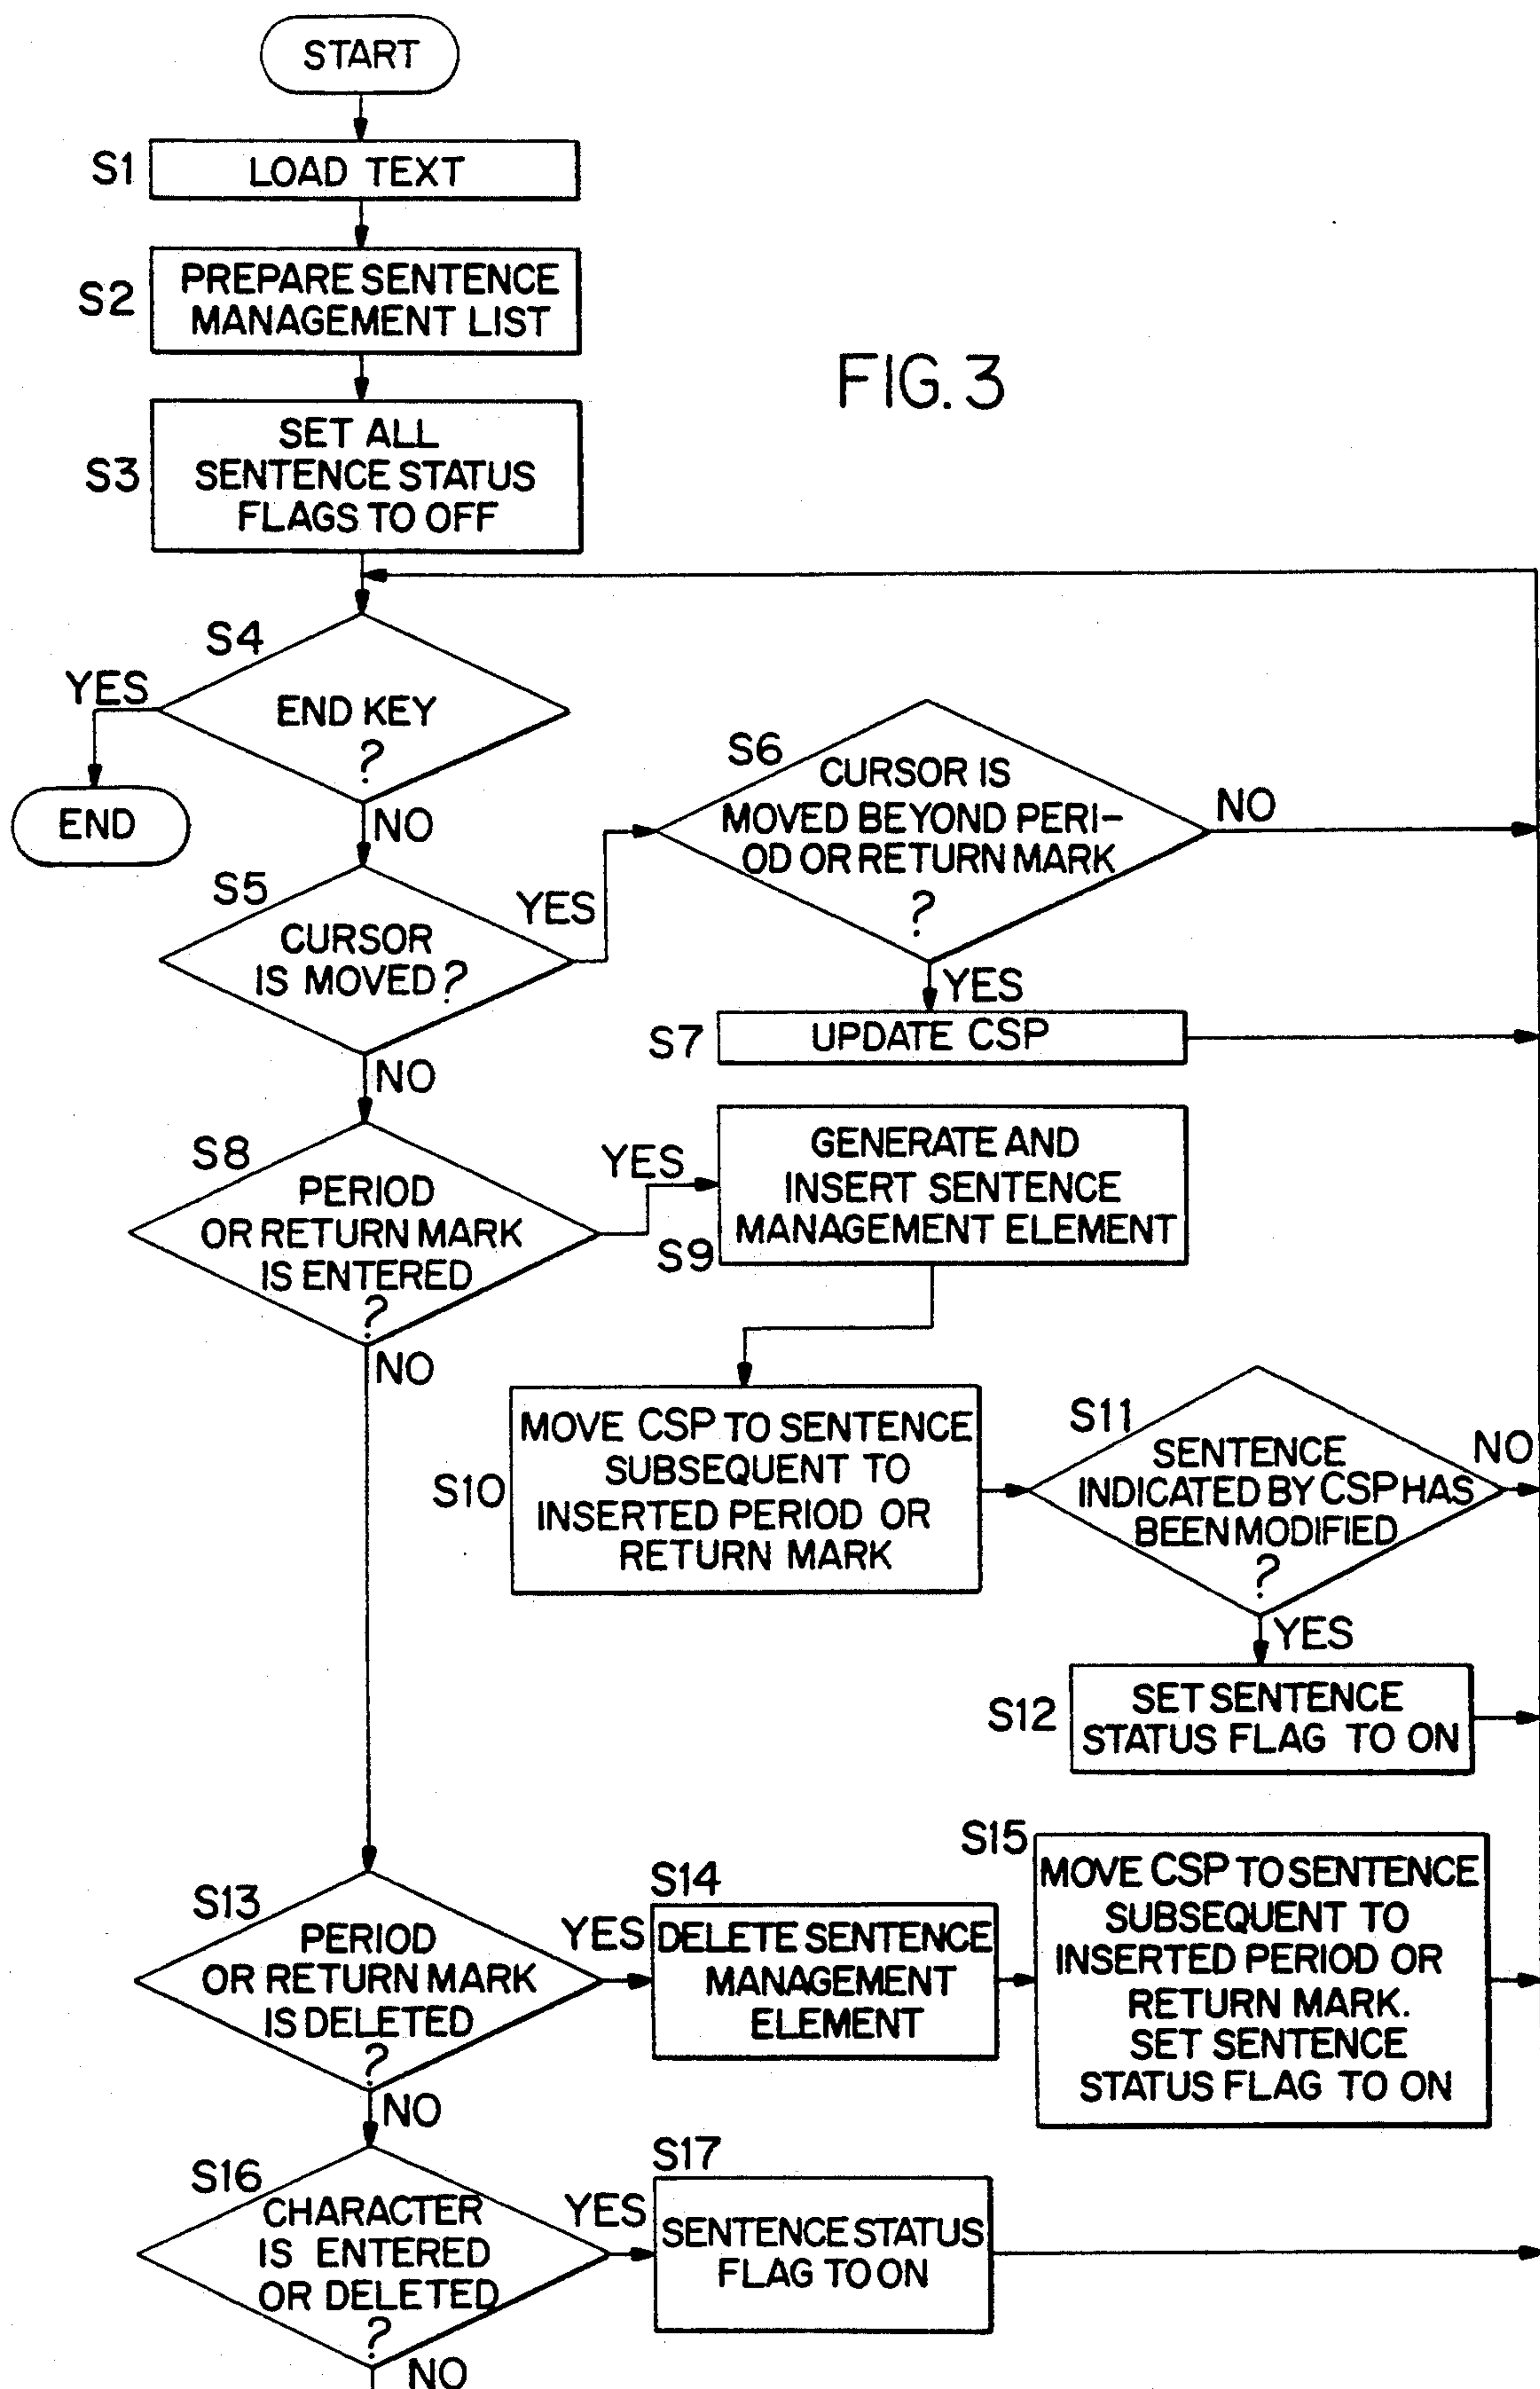 START
S1
LOAD TEXT
S2
PREPARE SENTENCE
MANAGEMENT LIST
FIG. 3
S3
SET ALL
SENTENCE STATUS
FLAGS TO OFF
S4
YES
END KEY
?
END
NO
S5
CURSOR
IS MOVED?
YES
S6
CURSOR IS
MOVED BEYOND PERI-
OD OR RETURN MARK
?
NO
YES
S7
UPDATE CSP
NO
S8
PERIOD
OR RETURN MARK
IS ENTERED
?
YES
S9
GENERATE AND
INSERT SENTENCE
MANAGEMENT ELEMENT
NO
S10
MOVE CSP TO SENTENCE
SUBSEQUENT TO
INSERTED PERIOD OR
RETURN MARK
S11
SENTENCE
INDICATED BY CSP HAS
BEEN MODIFIED
?
NO
YES
S12
SET SENTENCE
STATUS FLAG TO ON
S13
PERIOD
OR RETURN MARK
IS DELETED
?
YES
S14
DELETE SENTENCE
MANAGEMENT
ELEMENT
S15
MOVE CSP TO SENTENCE
SUBSEQUENT TO
INSERTED PERIOD OR
RETURN MARK.
SET SENTENCE
STATUS FLAG TO ON
NO
S16
CHARACTER
IS ENTERED
OR DELETED
?
YES
S17
SENTENCE STATUS
FLAG TO ON
NO